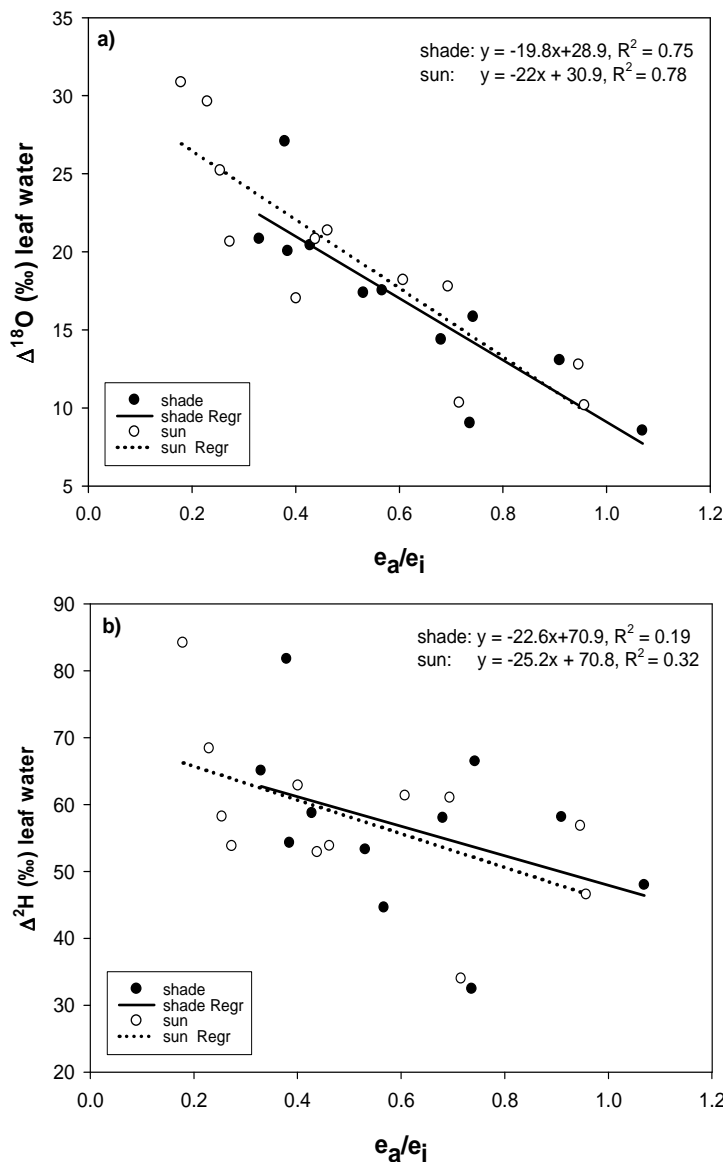 a)
shade: y = -19.8x+28.9, R² = 0.75
sun: y = -22x + 30.9, R² = 0.78
35
30
25
20
15
10
5
Δ¹⁸O (‰) leaf water
shade
shade Regr
sun
sun Regr
0.0 0.2 0.4 0.6 0.8 1.0 1.2
eₐ/eᵢ
b)
shade: y = -22.6x+70.9, R² = 0.19
sun: y = -25.2x + 70.8, R² = 0.32
90
80
70
60
50
40
30
20
Δ²H (‰) leaf water
shade
shade Regr
sun
sun Regr
0.0 0.2 0.4 0.6 0.8 1.0 1.2
eₐ/eᵢ